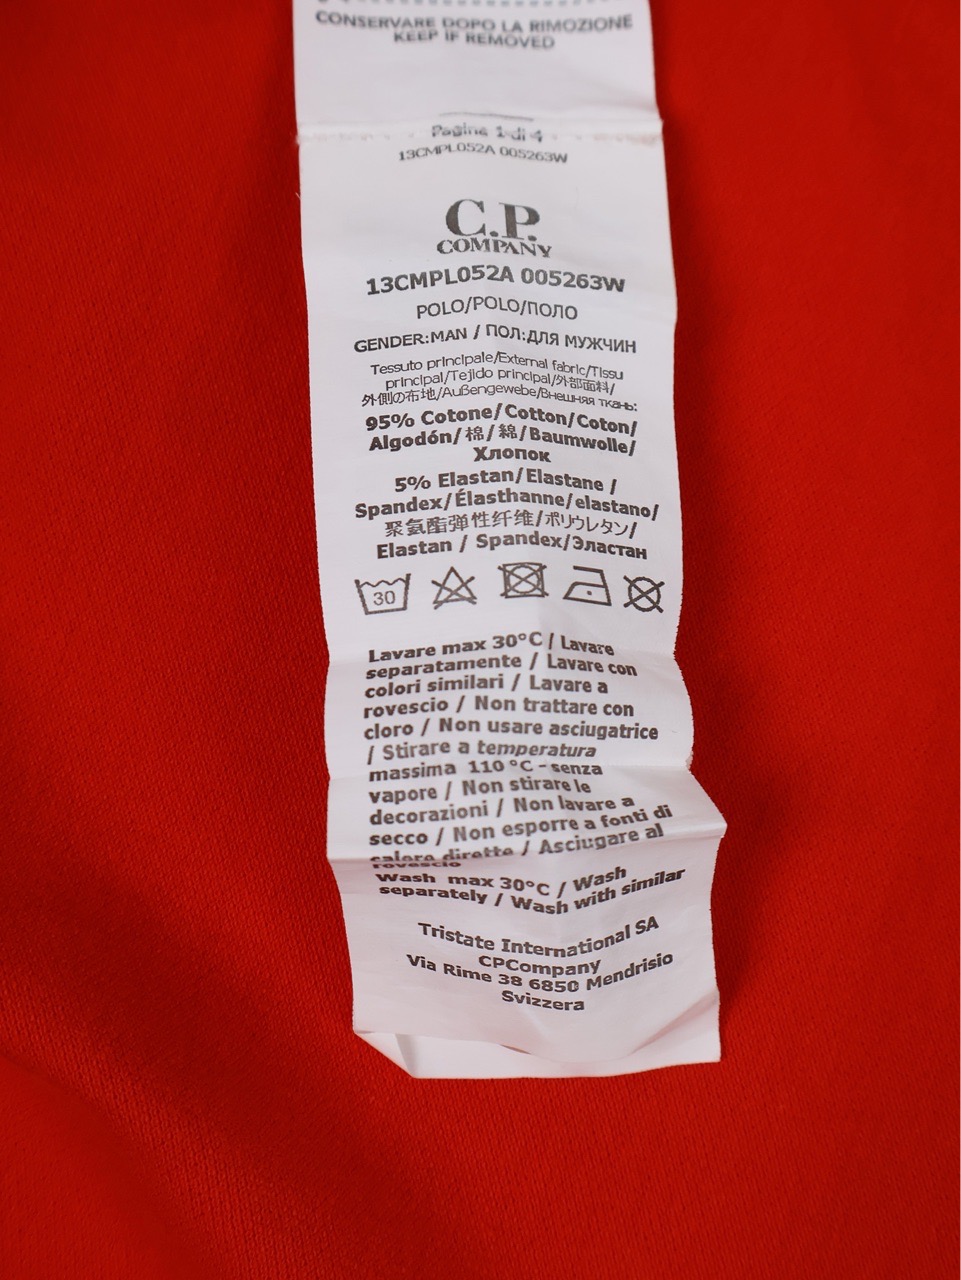 CONSERVARE DOPO LA RIMOZIONE
KEEP IF REMOVED
Pagina 1 di 4
13CMPL052A 005263W
C.P.
COMPANY
13CMPL052A 005263W
POLO/POLO/ПОЛО
GENDER:MAN / ПОЛ:ДЛЯ МУЖЧИН
Tessuto principale/External fabric/Tissu
principal/Tejido principal/外部面料/
外側の布地/Außengewebe/Внешняя ткань:
95% Cotone/Cotton/Coton/
Algodón/棉/綿/Baumwolle/
Хлопок
5% Elastan/Elastane /
Spandex/Élasthanne/elastano/
聚氨酯弹性纤维/ポリウレタン/
Elastan / Spandex/Эластан
30
Lavare max 30°C / Lavare
separatamente / Lavare con
colori similari / Lavare a
rovescio / Non trattare con
cloro / Non usare asciugatrice
/ Stirare a temperatura
massima 110°C - senza
vapore / Non stirare le
decorazioni / Non lavare a
secco / Non esporre a fonti di
calore dirette / Asciugare al
rovescio
Wash max 30°C / Wash
separately / Wash with similar
Tristate International SA
CPCompany
Via Rime 38 6850 Mendrisio
Svizzera